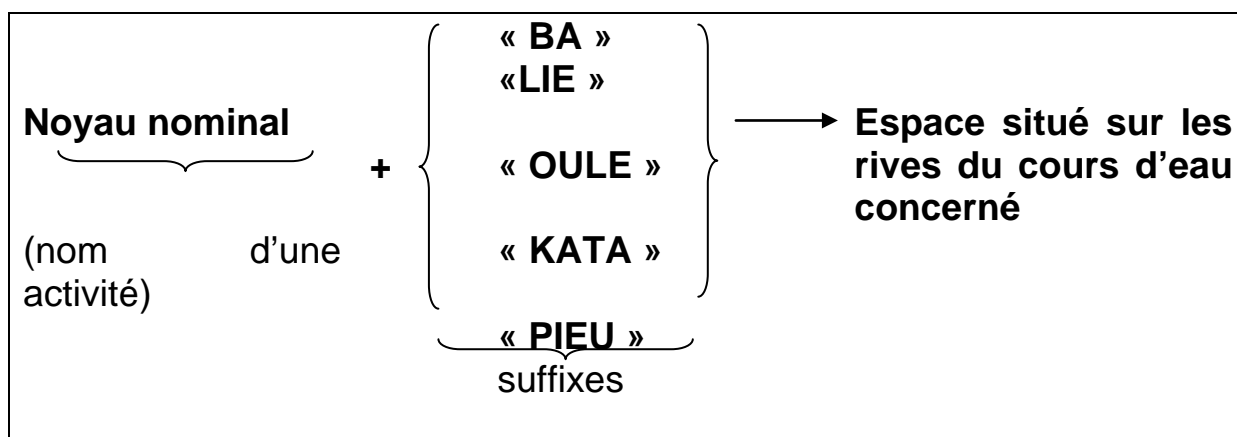 « BA »
«LIE »
Noyau nominal
Espace situé sur les
rives du cours d’eau
concerné
+
« OULE »
(nom d’une
activité)
« KATA »
« PIEU »
suffixes